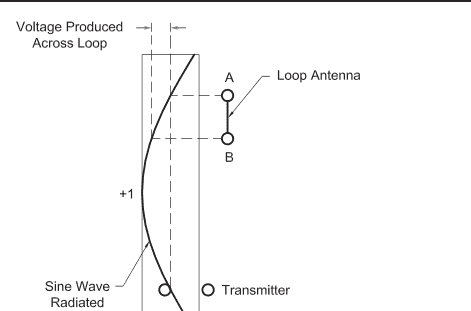 Voltage Produced
Across Loop
A
Loop Antenna
B
+1
Sine Wave
Radiated
Transmitter